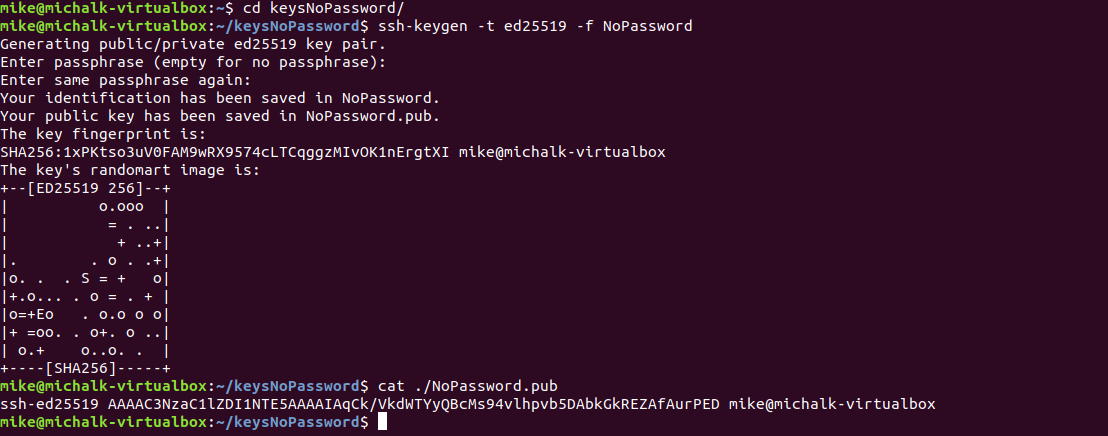 mike@michalk-virtualbox:~$ cd keysNoPassword/
mike@michalk-virtualbox:~/keysNoPassword$ ssh-keygen -t ed25519 -f NoPassword
Generating public/private ed25519 key pair.
Enter passphrase (empty for no passphrase):
Enter same passphrase again:
Your identification has been saved in NoPassword.
Your public key has been saved in NoPassword.pub.
The key fingerprint is:
SHA256:1xPKtso3uV0FAM9wRX9574cLTCqggzMIvOK1nErgtXI mike@michalk-virtualbox
The key's randomart image is:
+--[ED25519 256]--+
|          o.ooo  |
|           = . ..|
|            + ..+|
|.        . o . .+|
|o. .  . S = +   o|
|+.o... . o = . + |
|o=+Eo   . o.o o o|
|+ =oo. . o+. o ..|
| o.+    o..o. .  |
+----[SHA256]-----+
mike@michalk-virtualbox:~/keysNoPassword$ cat ./NoPassword.pub
ssh-ed25519 AAAAC3NzaC1lZDI1NTE5AAAAIAqCk/VkdWTYyQBcMs94vlhpvb5DAbkGkREZAfAurPED mike@michalk-virtualbox
mike@michalk-virtualbox:~/keysNoPassword$